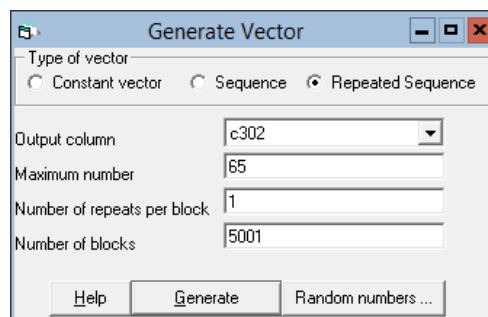 Generate Vector
Type of vector
Constant vector Sequence Repeated Sequence
Output column c302
Maximum number 65
Number of repeats per block 1
Number of blocks 5001
Help Generate Random numbers ...